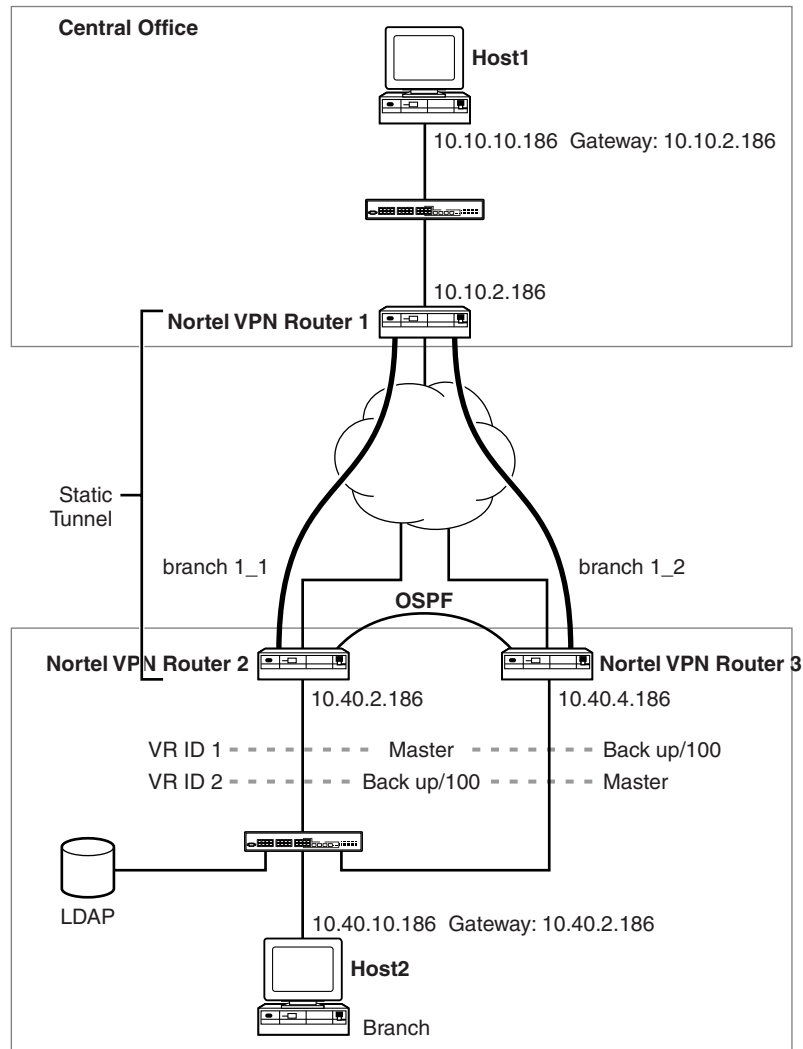 Central Office
Host1
10.10.10.186 Gateway: 10.10.2.186
10.10.2.186
Nortel VPN Router 1
Static
Tunnel
branch 1_1
branch 1_2
OSPF
Nortel VPN Router 2
Nortel VPN Router 3
10.40.2.186
10.40.4.186
VR ID 1 Master Back up/100
VR ID 2 Back up/100 Master
LDAP
10.40.10.186 Gateway: 10.40.2.186
Host2
Branch